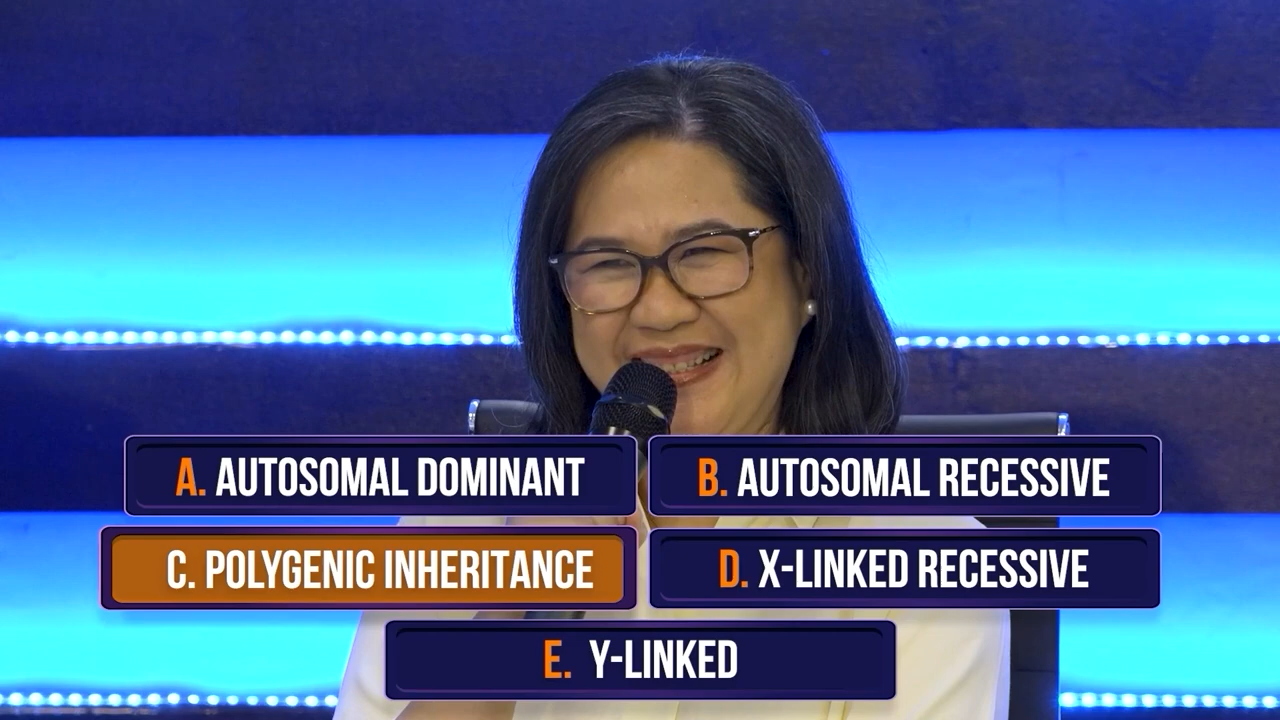 A. AUTOSOMAL DOMINANT
B. AUTOSOMAL RECESSIVE
C. POLYGENIC INHERITANCE
D. X-LINKED RECESSIVE
E. Y-LINKED